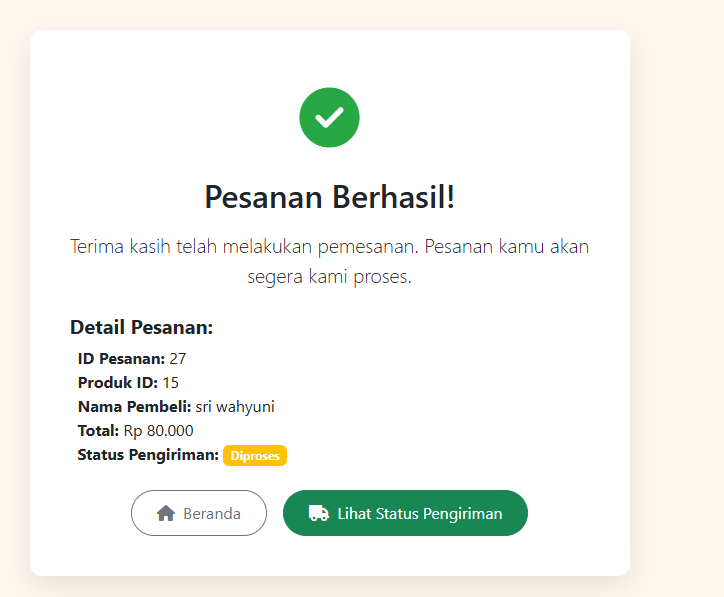 Pesanan Berhasil!
Terima kasih telah melakukan pemesanan. Pesanan kamu akan
segera kami proses.
Detail Pesanan:
ID Pesanan: 27
Produk ID: 15
Nama Pembeli: sri wahyuni
Total: Rp 80.000
Status Pengiriman: Diproses
Beranda
Lihat Status Pengiriman